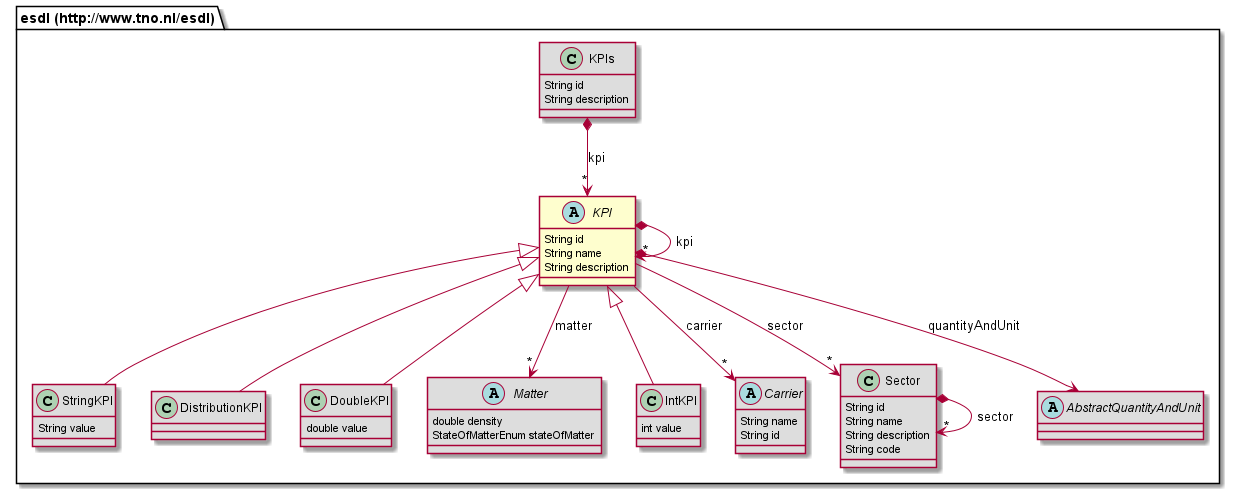 esdl (http://www.tno.nl/esdl)
C KPIs
String id
String description
kpi
*
A KPI
String id
String name
String description
kpi
*
matter
carrier
sector
quantityAndUnit
*
*
*
C StringKPI
String value
C DistributionKPI
C DoubleKPI
double value
A Matter
double density
StateOfMatterEnum stateOfMatter
C IntKPI
int value
A Carrier
String name
String id
C Sector
String id
String name
String description
String code
sector
*
A AbstractQuantityAndUnit